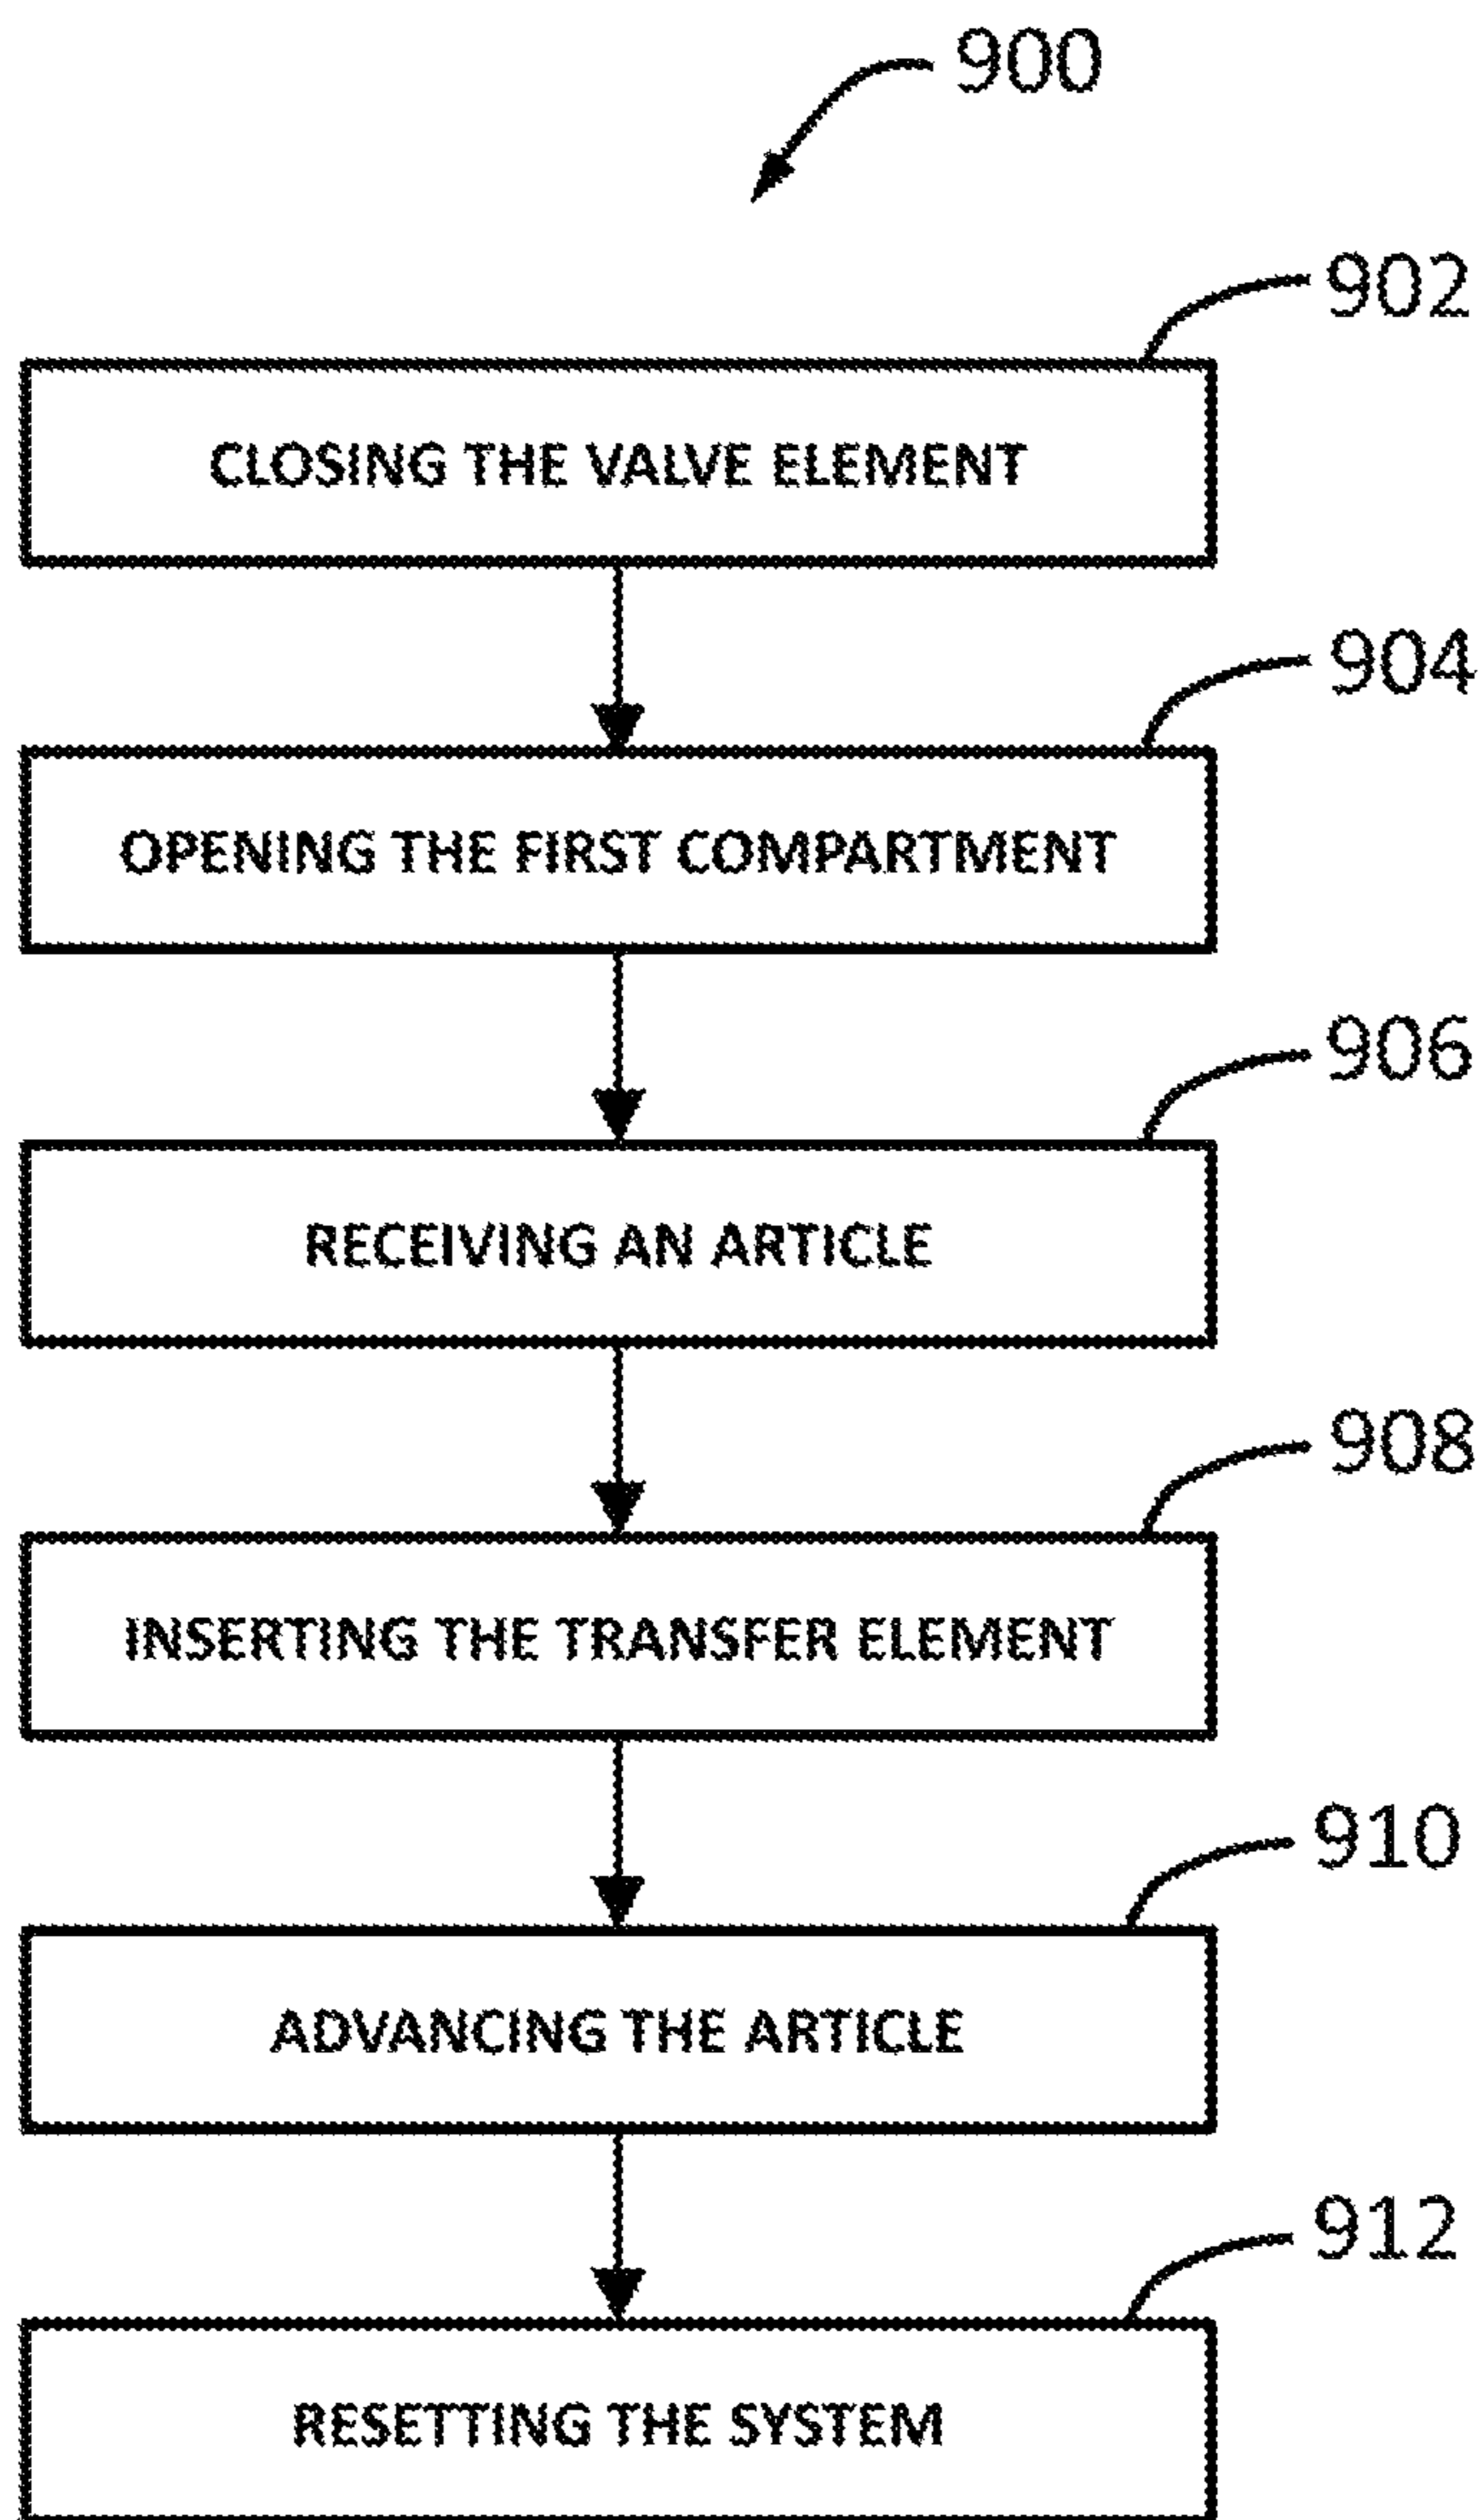 900
902
CLOSING THE VALVE ELEMENT
904
OPENING THE FIRST COMPARTMENT
906
RECEIVING AN ARTICLE
908
INSERTING THE TRANSFER ELEMENT
910
ADVANCING THE ARTICLE
912
RESETTING THE SYSTEM